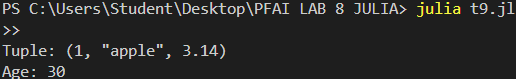 PS C:\Users\Student\Desktop\PFAI LAB 8 JULIA> julia t9.jl
>>
Tuple: (1, "apple", 3.14)
Age: 30